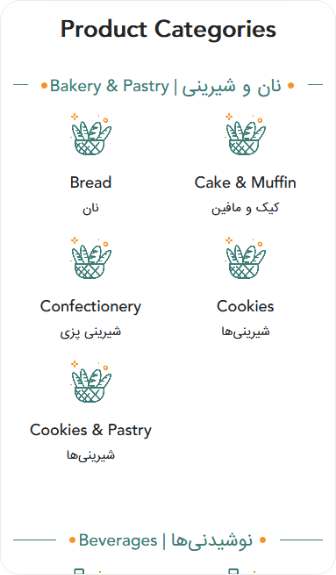 Product Categories
Bakery & Pastry | نان و شیرینی
Bread
نان
Cake & Muffin
کیک و مافین
Confectionery
شیرینی پزی
Cookies
شیرینی‌ها
Cookies & Pastry
شیرینی‌ها
Beverages | نوشیدنی‌ها